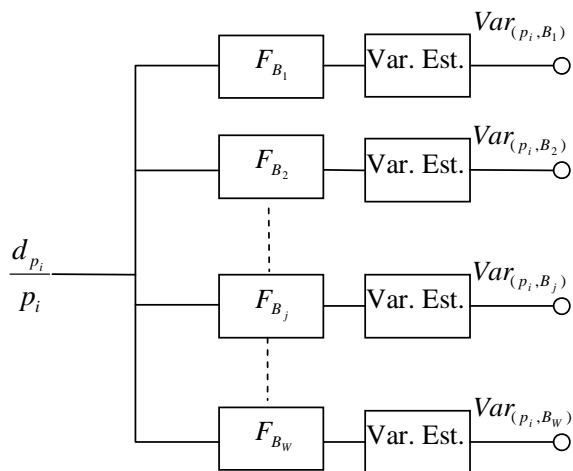 Var_{(p_i, B_1)}
F_{B_1} Var. Est.
Var_{(p_i, B_2)}
F_{B_2} Var. Est.
\frac{d_{p_i}}{p_i}
Var_{(p_i, B_j)}
F_{B_j} Var. Est.
Var_{(p_i, B_W)}
F_{B_W} Var. Est.